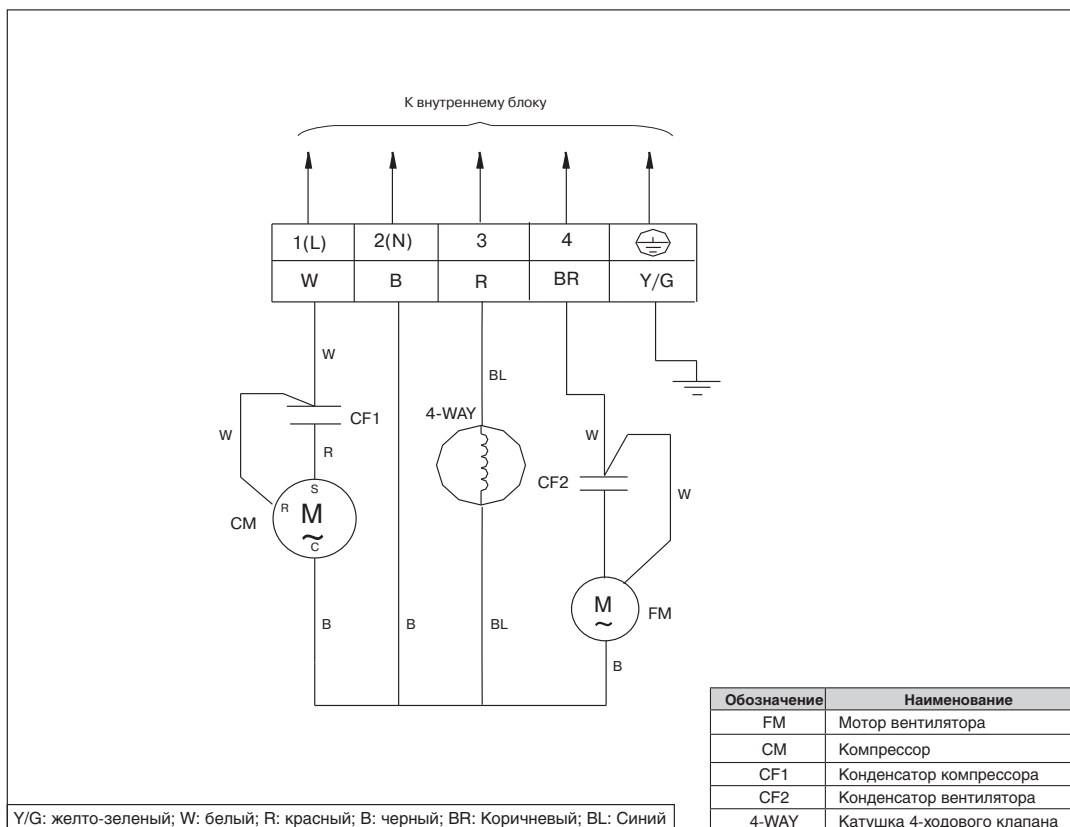 К внутреннему блоку
1(L) 2(N) 3 4
W B R BR Y/G
W
BL
4-WAY
CF1
W
W
R
CF2
W
S
R
M
CM
~
C
M
FM
~
B
B
BL
B
Обозначение Наименование
FM Мотор вентилятора
CM Компрессор
CF1 Конденсатор компрессора
CF2 Конденсатор вентилятора
4-WAY Катушка 4-ходового клапана
Y/G: желто-зеленый; W: белый; R: красный; B: черный; BR: Коричневый; BL: Синий